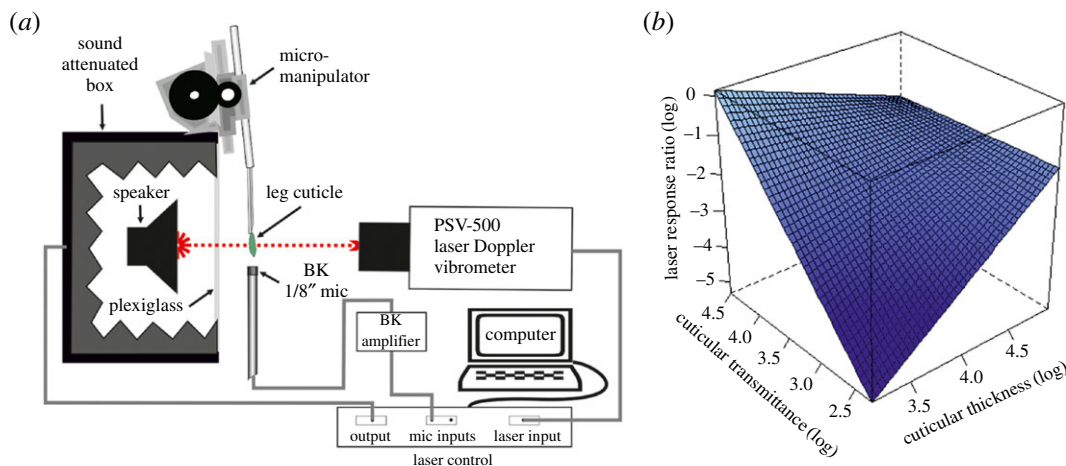 (a)
sound
attenuated
box
micro-
manipulator
speaker
leg cuticle
PSV-500
laser Doppler
vibrometer
BK
1/8″ mic
plexiglass
BK
amplifier
computer
output
mic inputs
laser input
laser control
(b)
laser response ratio (log)
0
–1
–2
–3
–4
–5
4.5
4.0
3.5
3.0
2.5
cuticular transmittance (log)
3.5
4.0
4.5
cuticular thickness (log)